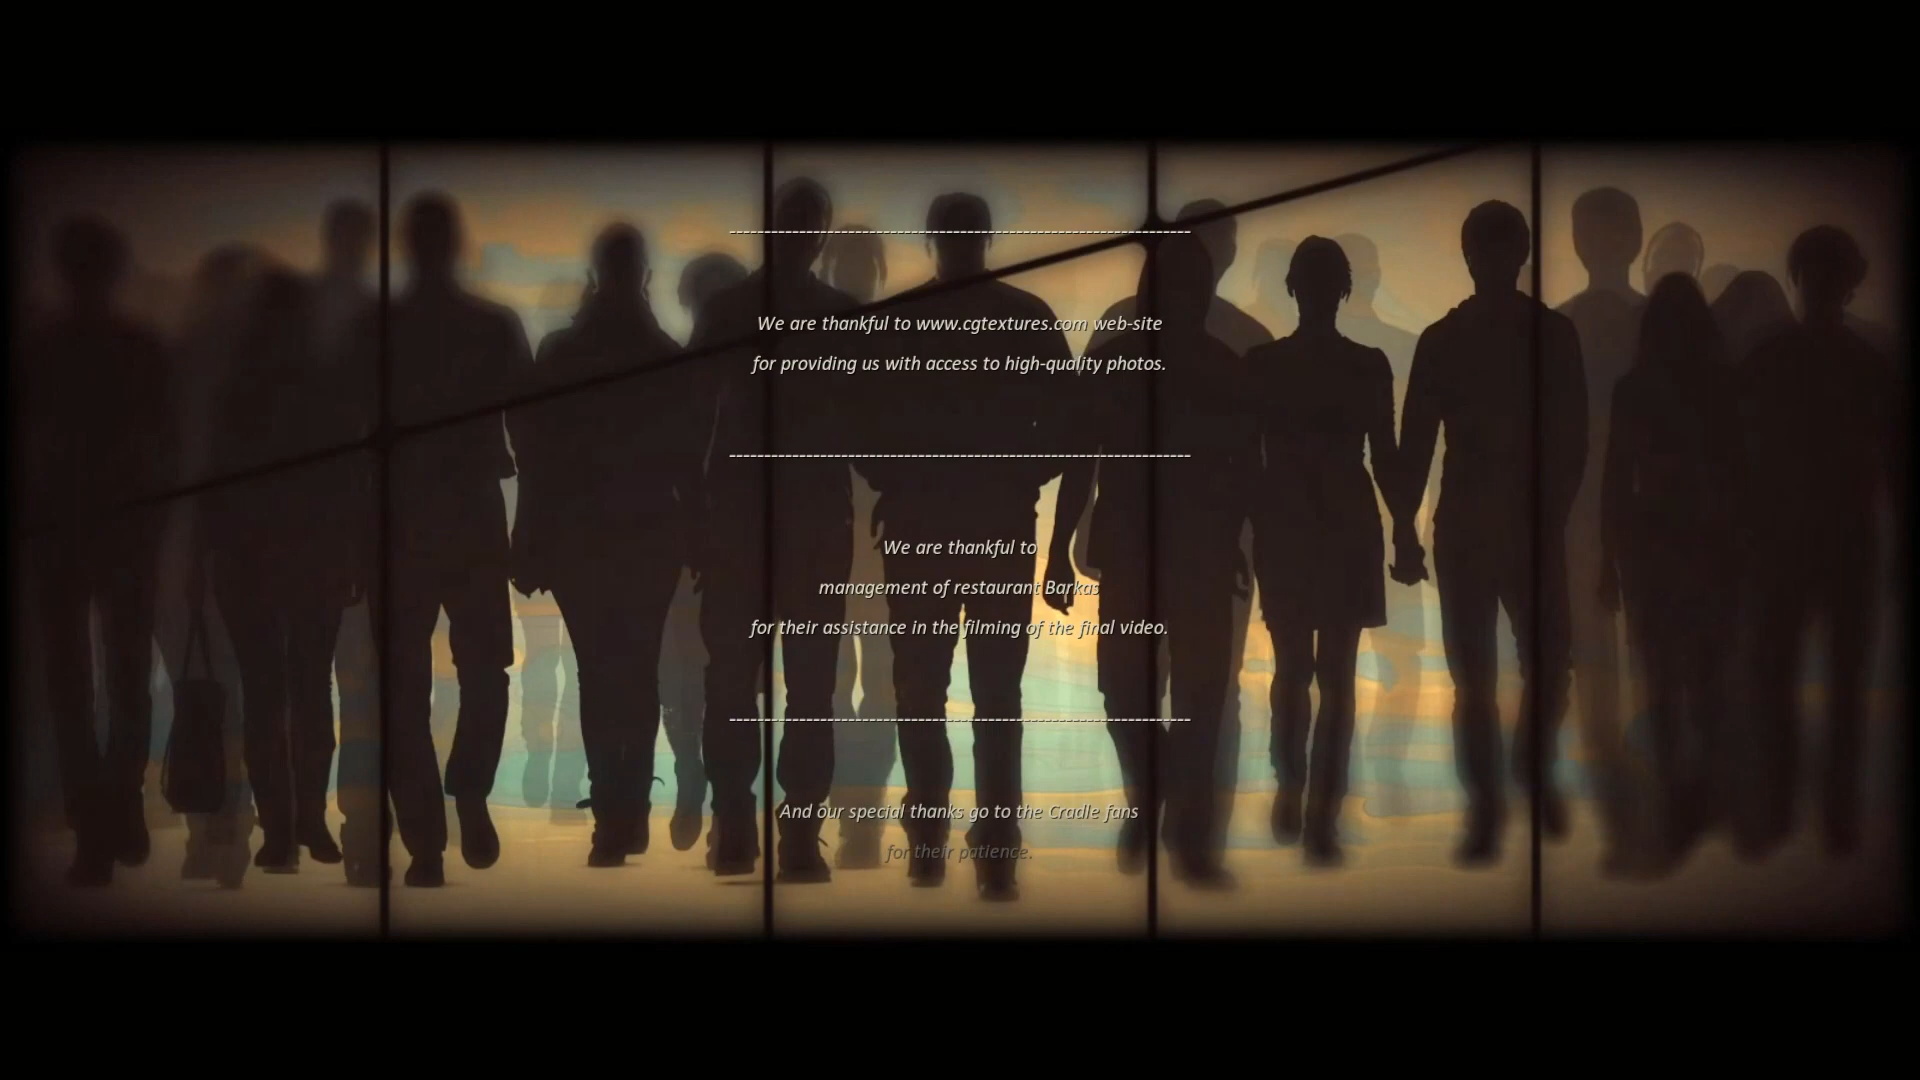 --------------------------------------------------------------------
We are thankful to www.cgtextures.com web-site
for providing us with access to high-quality photos.
--------------------------------------------------------------------
We are thankful to
management of restaurant Barkas
for their assistance in the filming of the final video.
--------------------------------------------------------------------
And our special thanks go to the Cradle fans
for their patience.